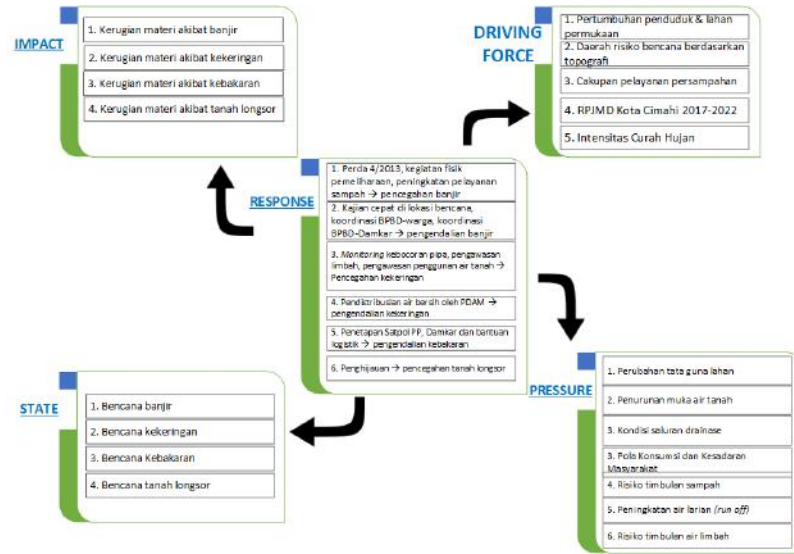 IMPACT
1. Kerugian materi akibat banjir
2. Kerugian materi akibat kekeringan
3. Kerugian materi akibat kebakaran
4. Kerugian materi akibat tanah longsor
DRIVING
FORCE
1. Pertumbuhan penduduk & lahan
permukaan
2. Daerah risiko bencana berdasarkan
topografi
3. Cakupan pelayanan persampahan
4. RPJMD Kota Cimahi 2017-2022
5. Intensitas Curah Hujan
RESPONSE
1. Perda 4/2013, kegiatan fisik
pemeliharaan, peningkatan pelayanan
sampah → pencegahan banjir
2. Kajian cepat di lokasi bencana,
koordinasi BPBD-warga, koordinasi
BPBD-Damkar → pengendalian banjir
3. Monitoring kebocoran pipa, pengawasan
limbah, pengawasan penggunan air tanah →
Pencegahan kekeringan
4. Pendistribusian air bersih oleh PDAM →
pengendalian kekeringan
5. Penetapan Satpol PP, Damkar dan bantuan
logistik → pengendalian kebakaran
6. Penghijauan → pencegahan tanah longsor
STATE
1. Bencana banjir
2. Bencana kekeringan
3. Bencana Kebakaran
4. Bencana tanah longsor
PRESSURE
1. Perubahan tata guna lahan
2. Penurunan muka air tanah
3. Kondisi saluran drainase
3. Pola Konsumsi dan Kesadaran
Masyarakat
4. Risiko timbulan sampah
5. Peningkatan air larian (run off)
6. Risiko timbulan air limbah